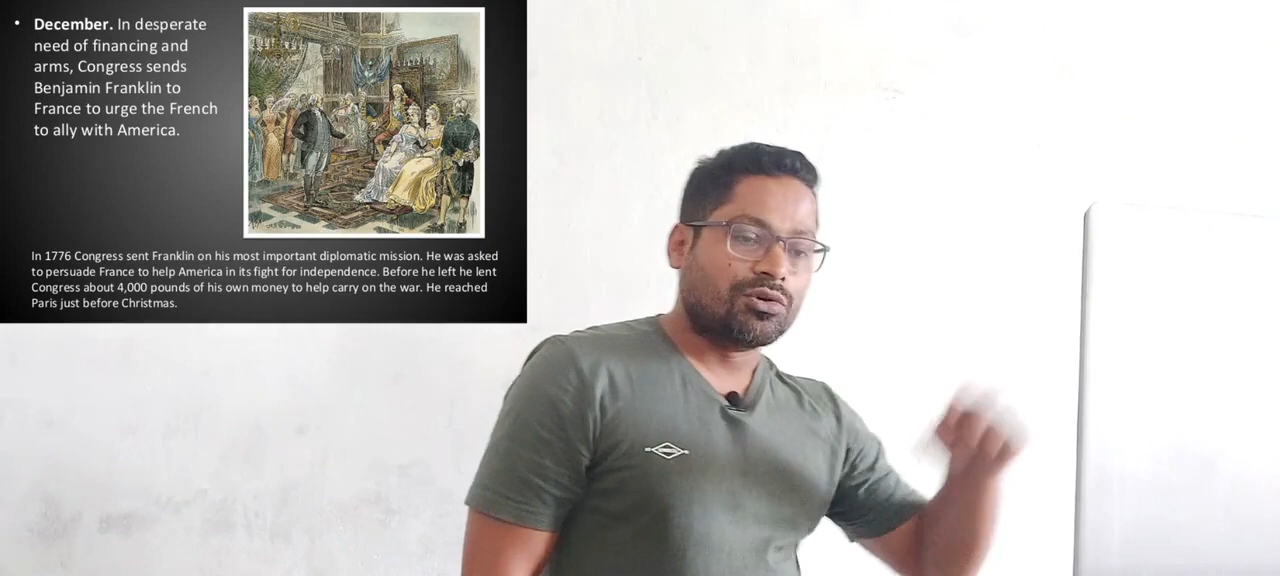 • December. In desperate
need of financing and
arms, Congress sends
Benjamin Franklin to
France to urge the French
to ally with America.
In 1776 Congress sent Franklin on his most important diplomatic mission. He was asked
to persuade France to help America in its fight for independence. Before he left he lent
Congress about 4,000 pounds of his own money to help carry on the war. He reached
Paris just before Christmas.